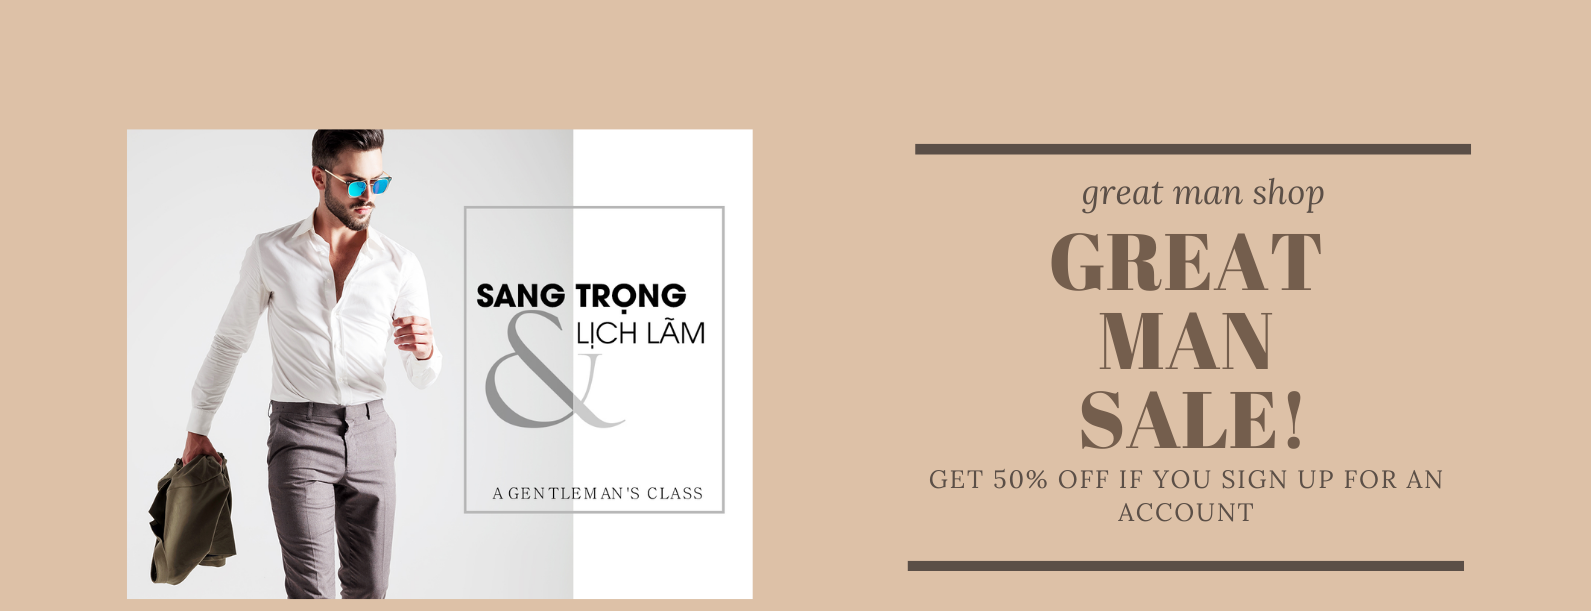 SANG TRỌNG
& LỊCH LÃM
A GENTLEMAN'S CLASS
great man shop
GREAT
MAN
SALE!
GET 50% OFF IF YOU SIGN UP FOR AN
ACCOUNT